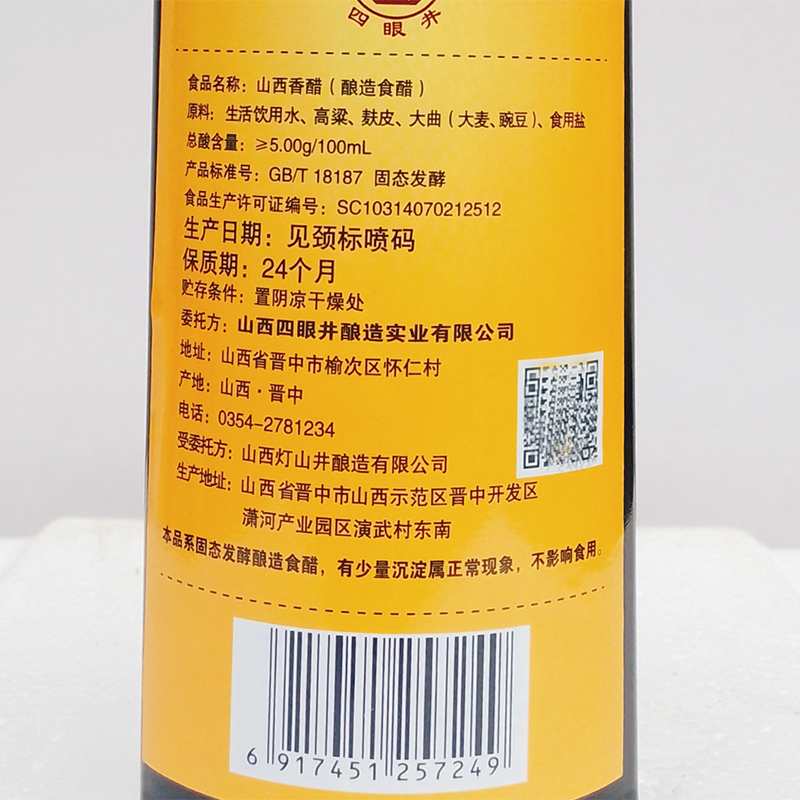 四眼井
食品名称：山西香醋（酿造食醋）
原料：生活饮用水、高粱、麸皮、大曲（大麦、豌豆）、食用盐
总酸含量：≥5.00g/100mL
产品标准号：GB/T 18187 固态发酵
食品生产许可证编号：SC10314070212512
生产日期：见颈标喷码
保质期：24个月
贮存条件：置阴凉干燥处
委托方：山西四眼井酿造实业有限公司
地址：山西省晋中市榆次区怀仁村
产地：山西·晋中
电话：0354-2781234
受委托方：山西灯山井酿造有限公司
生产地址：山西省晋中市山西示范区晋中开发区
潇河产业园区演武村东南
本品系固态发酵酿造食醋，有少量沉淀属正常现象，不影响食用。
6 917451 257249